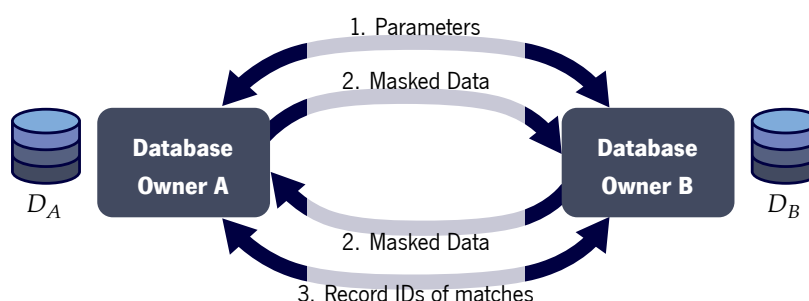 1. Parameters
2. Masked Data
Database
Owner A
Database
Owner B
D_A
D_B
2. Masked Data
3. Record IDs of matches